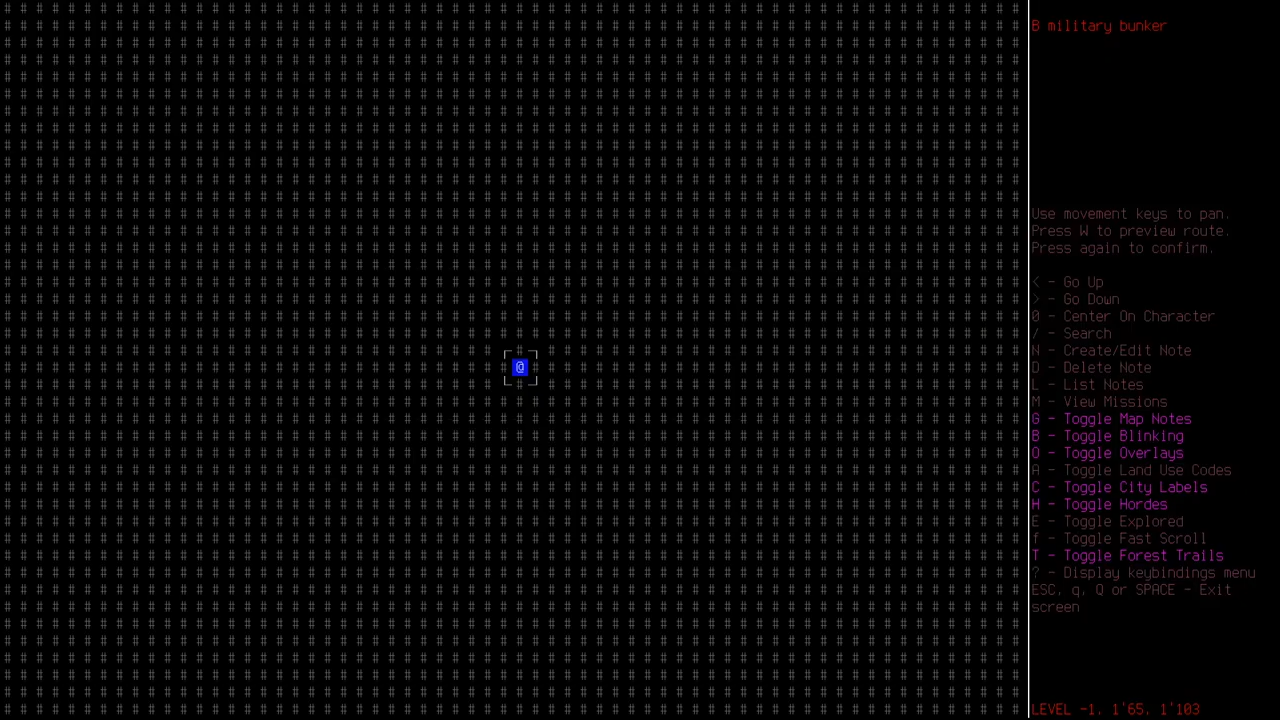 B military bunker
@
Use movement keys to pan.
Press W to preview route.
Press again to confirm.
< - Go Up
> - Go Down
0 - Center On Character
/ - Search
N - Create/Edit Note
D - Delete Note
L - List Notes
M - View Missions
G - Toggle Map Notes
B - Toggle Blinking
O - Toggle Overlays
A - Toggle Land Use Codes
C - Toggle City Labels
H - Toggle Hordes
E - Toggle Explored
f - Toggle Fast Scroll
T - Toggle Forest Trails
? - Display keybindings menu
ESC, q, Q or SPACE - Exit
screen
LEVEL -1, 1'65, 1'103